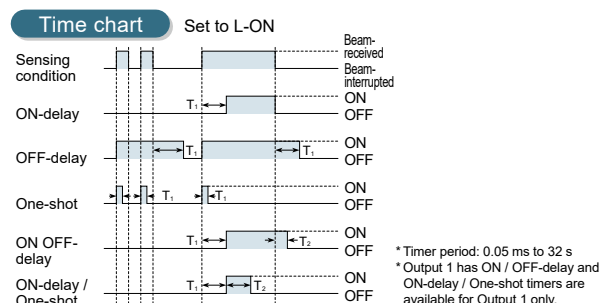 Time chart Set to L-ON
Sensing condition
Beam-received
Beam-interrupted
ON-delay
T1
ON
OFF
OFF-delay
T1
T1
ON
OFF
One-shot
T1
T1
ON
OFF
ON OFF-delay
T1
T2
ON
OFF
ON-delay / One-shot
T1
T2
ON
OFF
* Timer period: 0.05 ms to 32 s
* Output 1 has ON / OFF-delay and
ON-delay / One-shot timers are
available for Output 1 only.